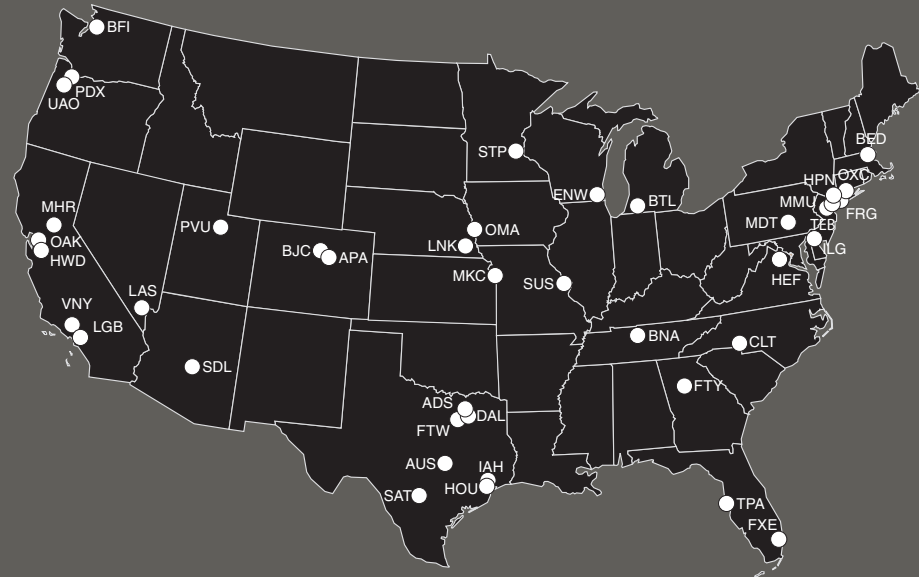 BFI
PDX
UAO
BED
STP
HPN OXC
ENW
BTL
MMU
MHR
FRG
MDT
TEB
PVU
OMA
OAK
LNK
ILG
BJC
APA
HWD
MKC
HEF
SUS
LAS
VNY
LGB
BNA
CLT
SDL
FTY
ADS
DAL
FTW
AUS
IAH
HOU
SAT
TPA
FXE